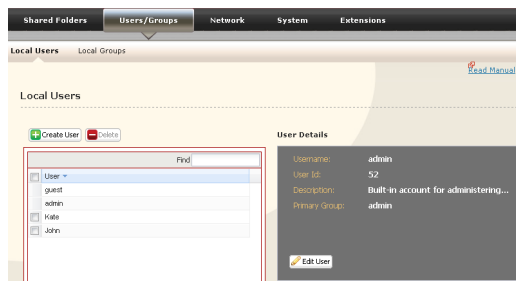 Shared Folders Users/Groups Network System Extensions
Local Users Local Groups
Read Manual
Local Users
Create User Delete
Find
User
guest
admin
Kate
John
User Details
Username: admin
User Id: 52
Description: Built-in account for administering...
Primary Group: admin
Edit User